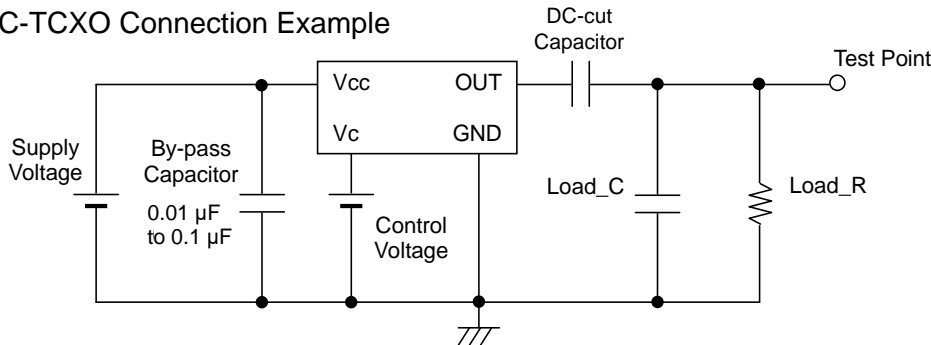 C-TCXO Connection Example
DC-cut
Capacitor
Test Point
Vcc
OUT
Vc
GND
Supply
Voltage
By-pass
Capacitor
0.01 µF
to 0.1 µF
Control
Voltage
Load_C
Load_R